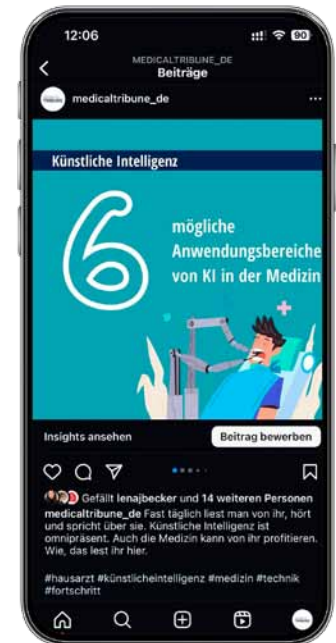 12:06
90
MEDICALTRIBUNE_DE
Beiträge
medicaltribune_de
Künstliche Intelligenz
6
mögliche
Anwendungsbereiche
von KI in der Medizin
Insights ansehen
Beitrag bewerben
Gefällt lenajbecker und 14 weiteren Personen
medicaltribune_de Fast täglich liest man von ihr, hört
und spricht über sie. Künstliche Intelligenz ist
omnipräsent. Auch die Medizin kann von ihr profitieren.
Wie, das lest ihr hier.
#hausarzt #künstlicheintelligenz #medizin #technik
#fortschritt